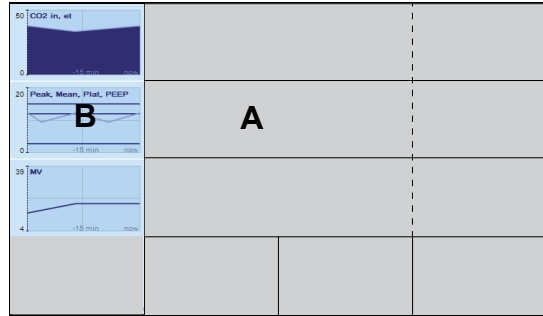 50 CO2 in, et
0 -15 min now
20 Peak, Mean, Plat, PEEP
B A
0 -15 min now
39 MV
4 -15 min now